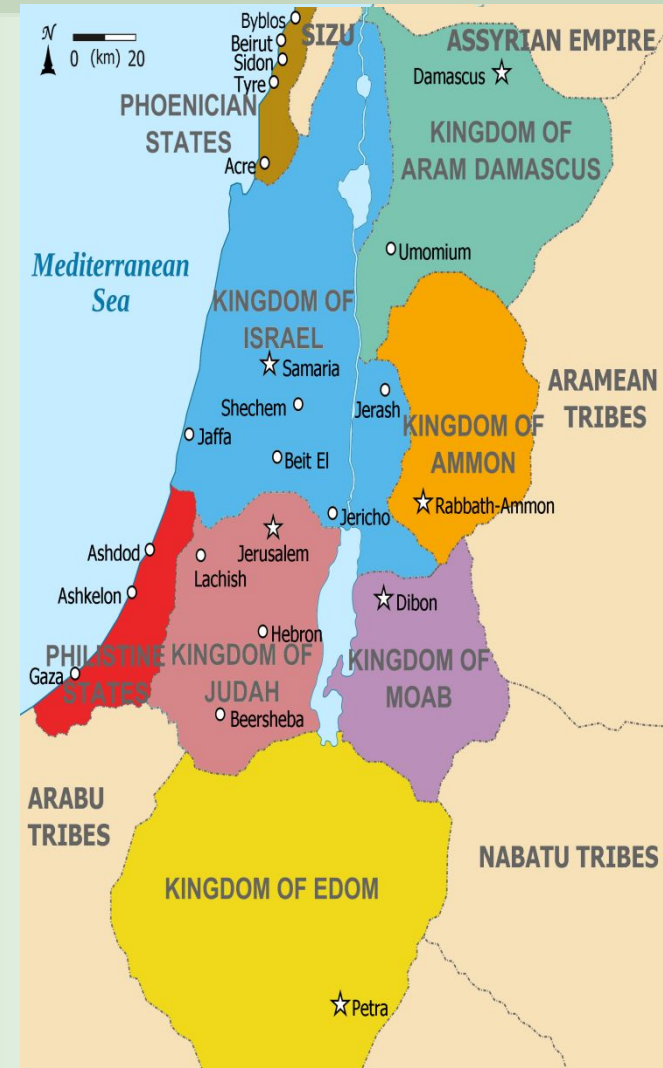 N
0 (km) 20
Byblos
Beirut
Sidon
Tyre
SIZU
ASSYRIAN EMPIRE
Damascus
PHOENICIAN
STATES
KINGDOM OF
ARAM DAMASCUS
Acre
Umomium
Mediterranean
Sea
KINGDOM OF
ISRAEL
Samaria
Shechem
Jerash
ARAMEAN
TRIBES
Jaffa
Beit El
KINGDOM OF
AMMON
Rabbath-Ammon
Jericho
Ashdod
Jerusalem
Lachish
Ashkelon
Dibon
Hebron
Gaza
PHILISTINE
STATES
KINGDOM OF
JUDAH
KINGDOM OF
MOAB
Beersheba
ARABU
TRIBES
NABATU TRIBES
KINGDOM OF EDOM
Petra